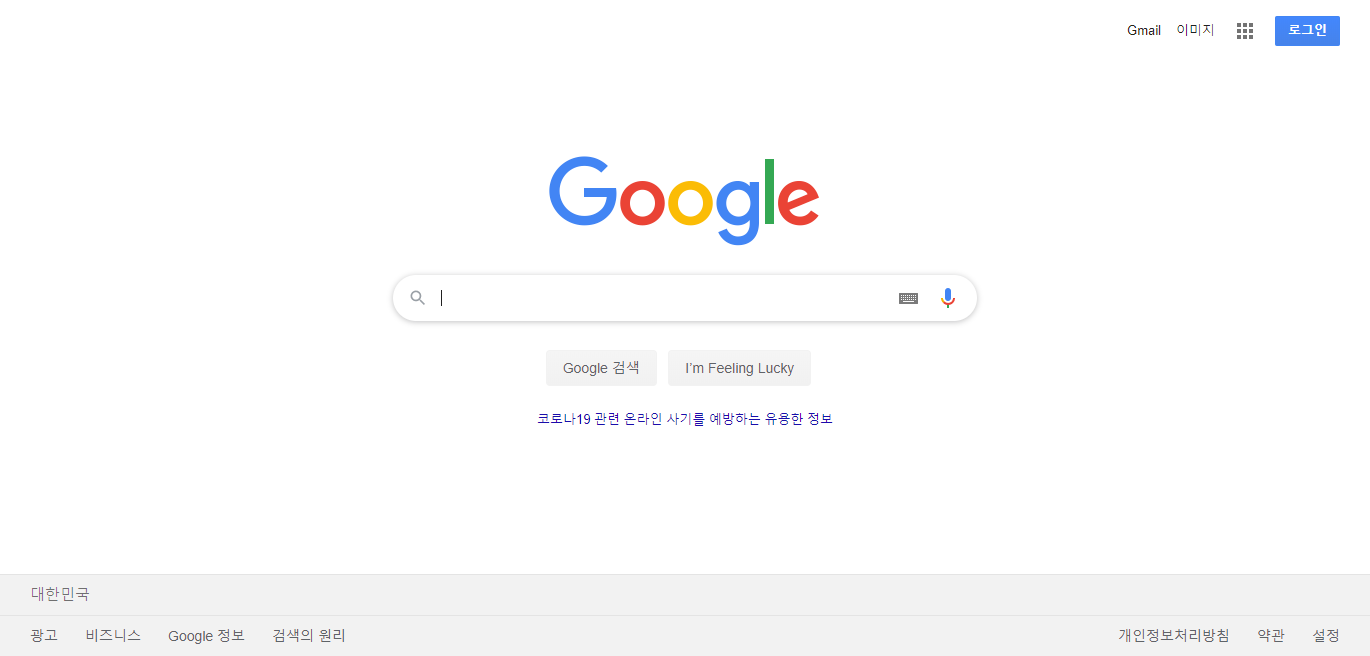 Gmail 이미지 로그인
Google
Google 검색 I'm Feeling Lucky
코로나19 관련 온라인 사기를 예방하는 유용한 정보
대한민국
광고 비즈니스 Google 정보 검색의 원리 개인정보처리방침 약관 설정